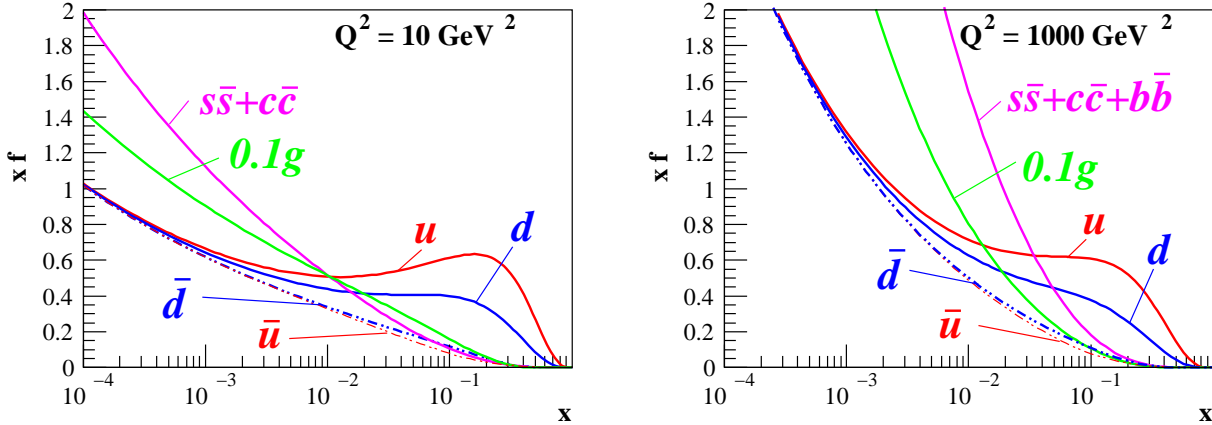 Q² = 10 GeV ²
x f
2
1.8
1.6
1.4
1.2
1
0.8
0.6
0.4
0.2
0
ss̄+cc̄
0.1g
u
d
d̄
ū
10⁻⁴
10⁻³
10⁻²
10⁻¹
x
Q² = 1000 GeV ²
x f
2
1.8
1.6
1.4
1.2
1
0.8
0.6
0.4
0.2
0
ss̄+cc̄+bb̄
0.1g
u
d
d̄
ū
10⁻⁴
10⁻³
10⁻²
10⁻¹
x